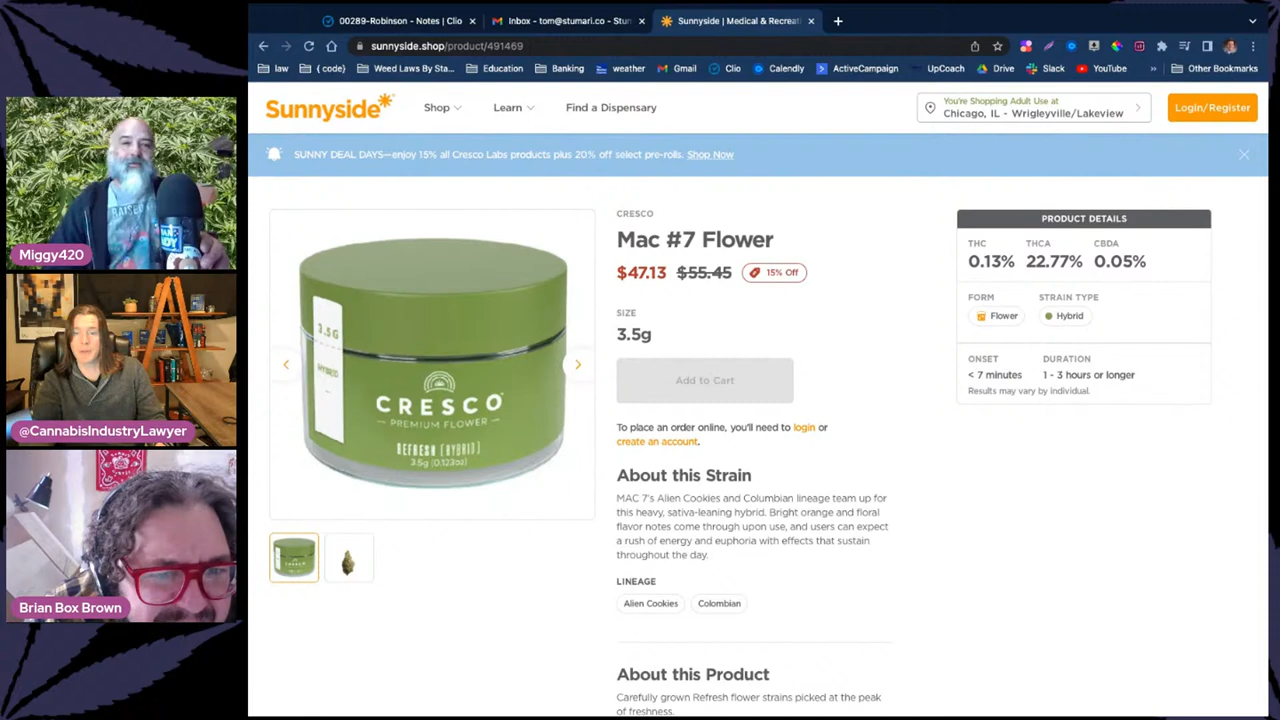 00289-Robinson - Notes | Clio
Inbox - tom@stumari.co - Stun
Sunnyside | Medical & Recreati
sunnyside.shop/product/491469
law
{ code}
Weed Laws By Sta...
Education
Banking
weather
Gmail
Clio
Calendly
ActiveCampaign
UpCoach
Drive
Slack
YouTube
Other Bookmarks
Sunnyside
Shop
Learn
Find a Dispensary
You're Shopping Adult Use at
Chicago, IL - Wrigleyville/Lakeview
Login/Register
SUNNY DEAL DAYS—enjoy 15% all Cresco Labs products plus 20% off select pre-rolls. Shop Now
Miggy420
@CannabisIndustryLawyer
Brian Box Brown
3.5G
HYBRID
CRESCO
PREMIUM FLOWER
REFRESH [HYBRID]
3.5g (0.123oz)
CRESCO
Mac #7 Flower
$47.13 $55.45 15% Off
SIZE
3.5g
Add to Cart
To place an order online, you'll need to login or
create an account.
About this Strain
MAC 7's Alien Cookies and Columbian lineage team up for
this heavy, sativa-leaning hybrid. Bright orange and floral
flavor notes come through upon use, and users can expect
a rush of energy and euphoria with effects that sustain
throughout the day.
LINEAGE
Alien Cookies Colombian
About this Product
Carefully grown Refresh flower strains picked at the peak
of freshness.
PRODUCT DETAILS
THC THCA CBDA
0.13% 22.77% 0.05%
FORM STRAIN TYPE
Flower Hybrid
ONSET DURATION
< 7 minutes 1 - 3 hours or longer
Results may vary by individual.